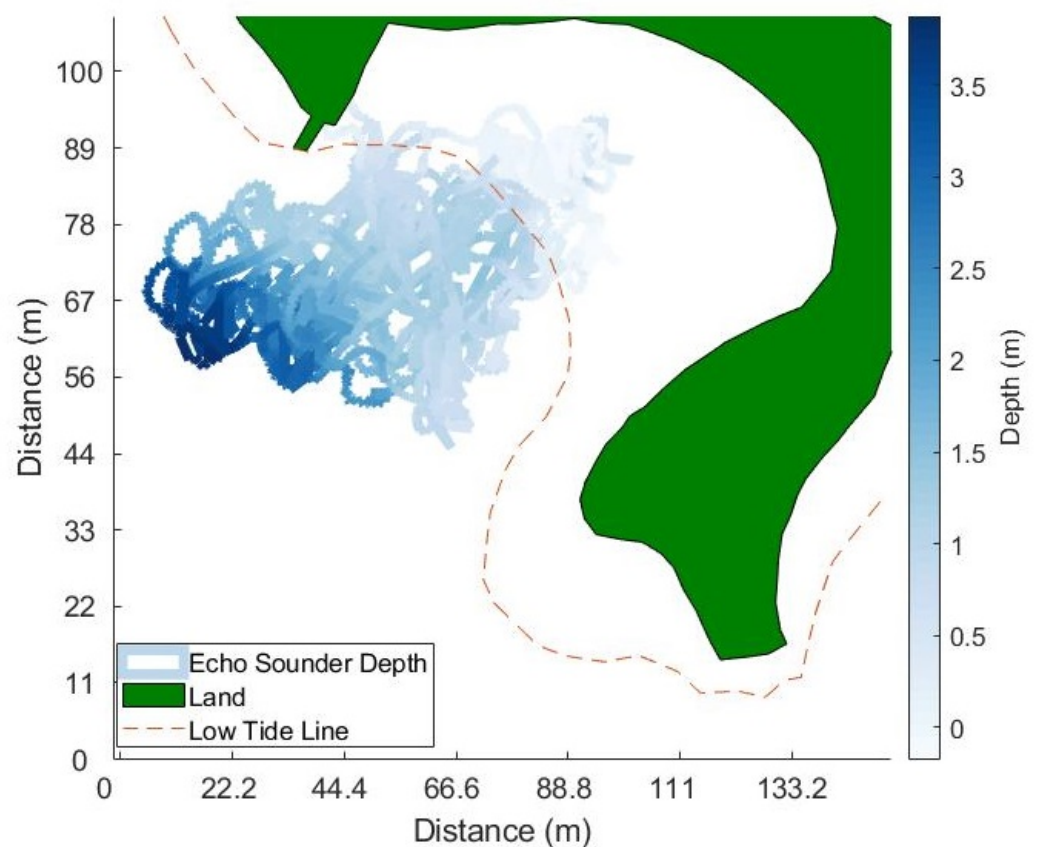 100
89
78
67
56
44
33
22
11
0
Distance (m)
Echo Sounder Depth
Land
Low Tide Line
0 22.2 44.4 66.6 88.8 111 133.2
Distance (m)
3.5
3
2.5
2
1.5
1
0.5
0
Depth (m)